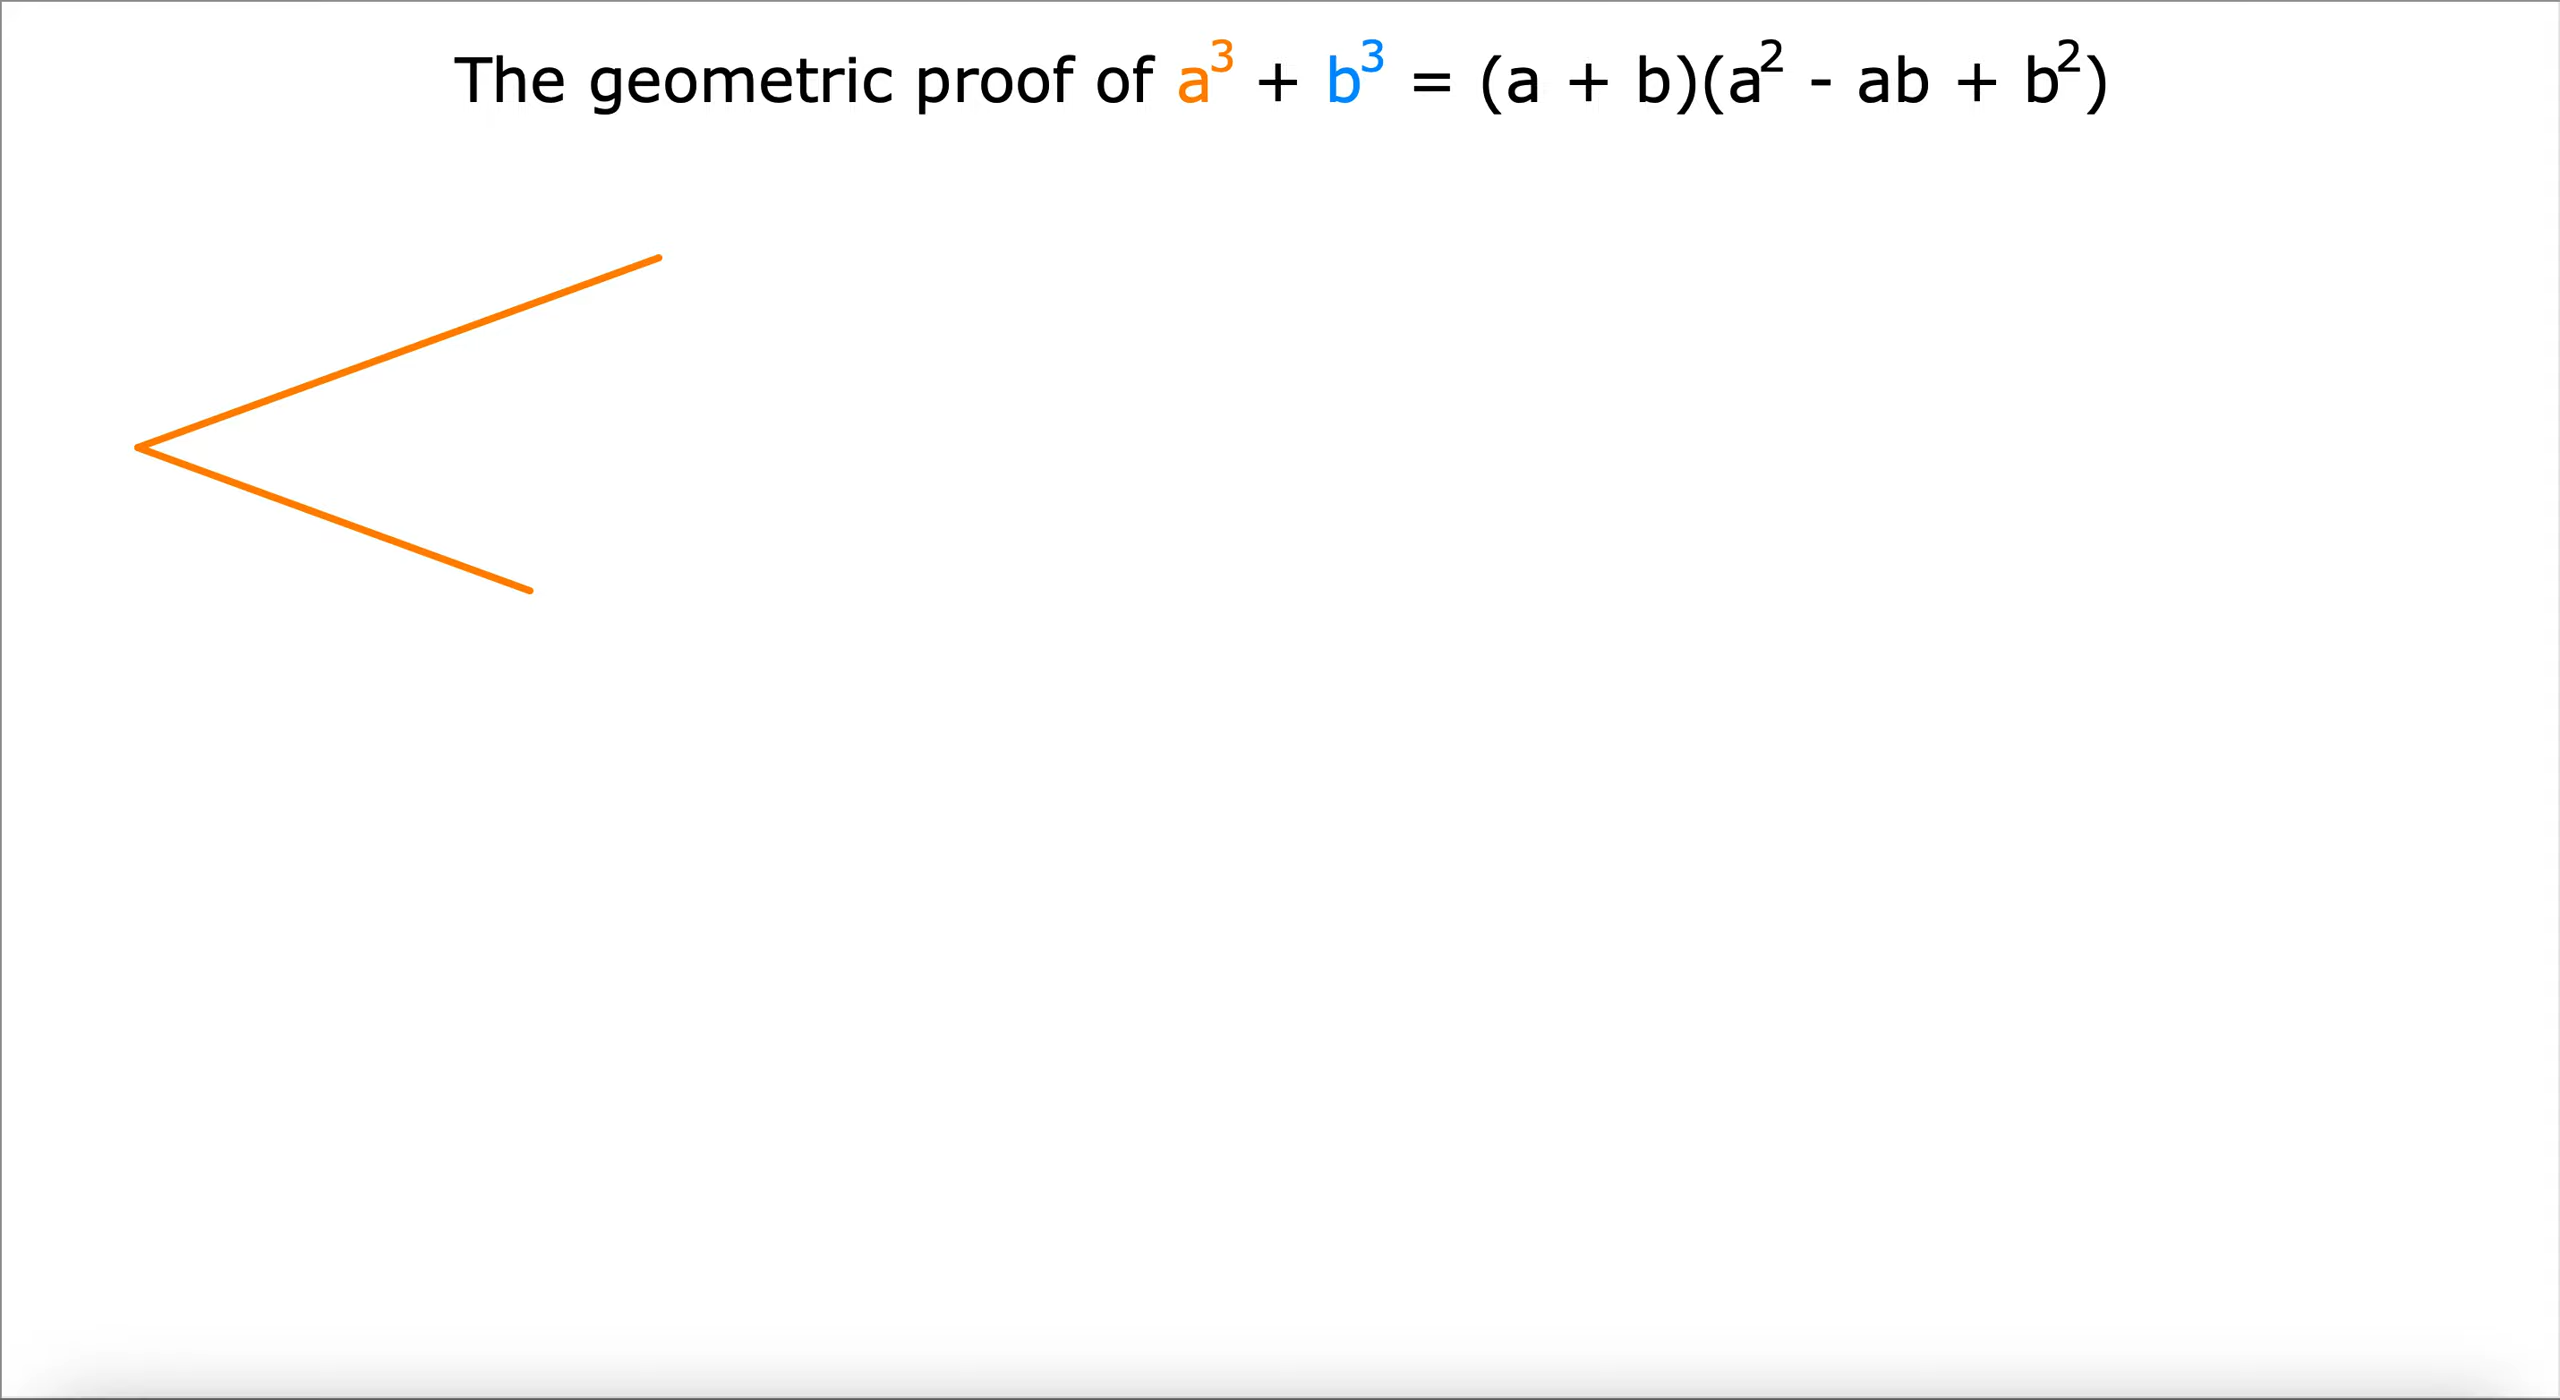 The geometric proof of a³ + b³ = (a + b)(a² - ab + b²)